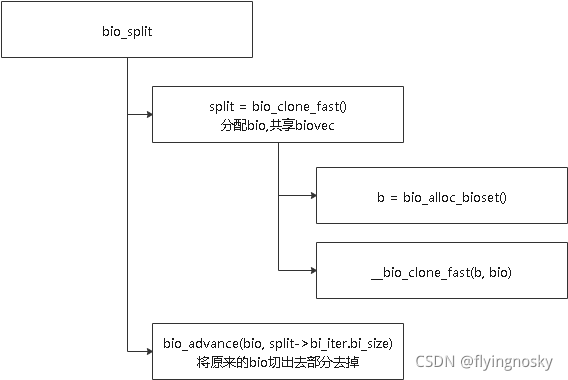 bio_split
split = bio_clone_fast()
分配bio,共享biovec
b = bio_alloc_bioset()
__bio_clone_fast(b, bio)
bio_advance(bio, split->bi_iter.bi_size)
将原来的bio切出去部分去掉
CSDN @flyingnosky